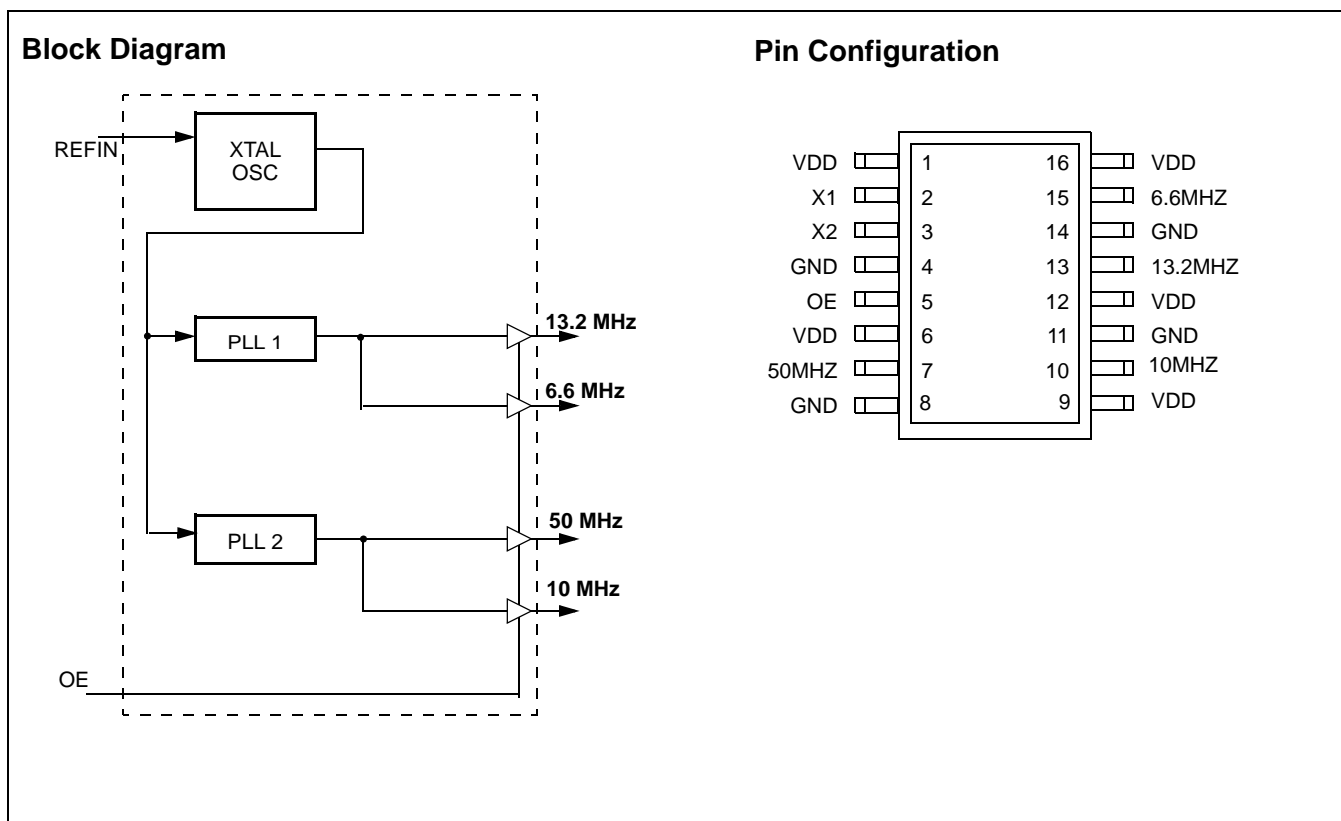 Block Diagram
REFIN
XTAL
OSC
PLL 1
13.2 MHz
6.6 MHz
PLL 2
50 MHz
10 MHz
OE
Pin Configuration
VDD 1 16 VDD
X1 2 15 6.6MHZ
X2 3 14 GND
GND 4 13 13.2MHZ
OE 5 12 VDD
VDD 6 11 GND
50MHZ 7 10 10MHZ
GND 8 9 VDD